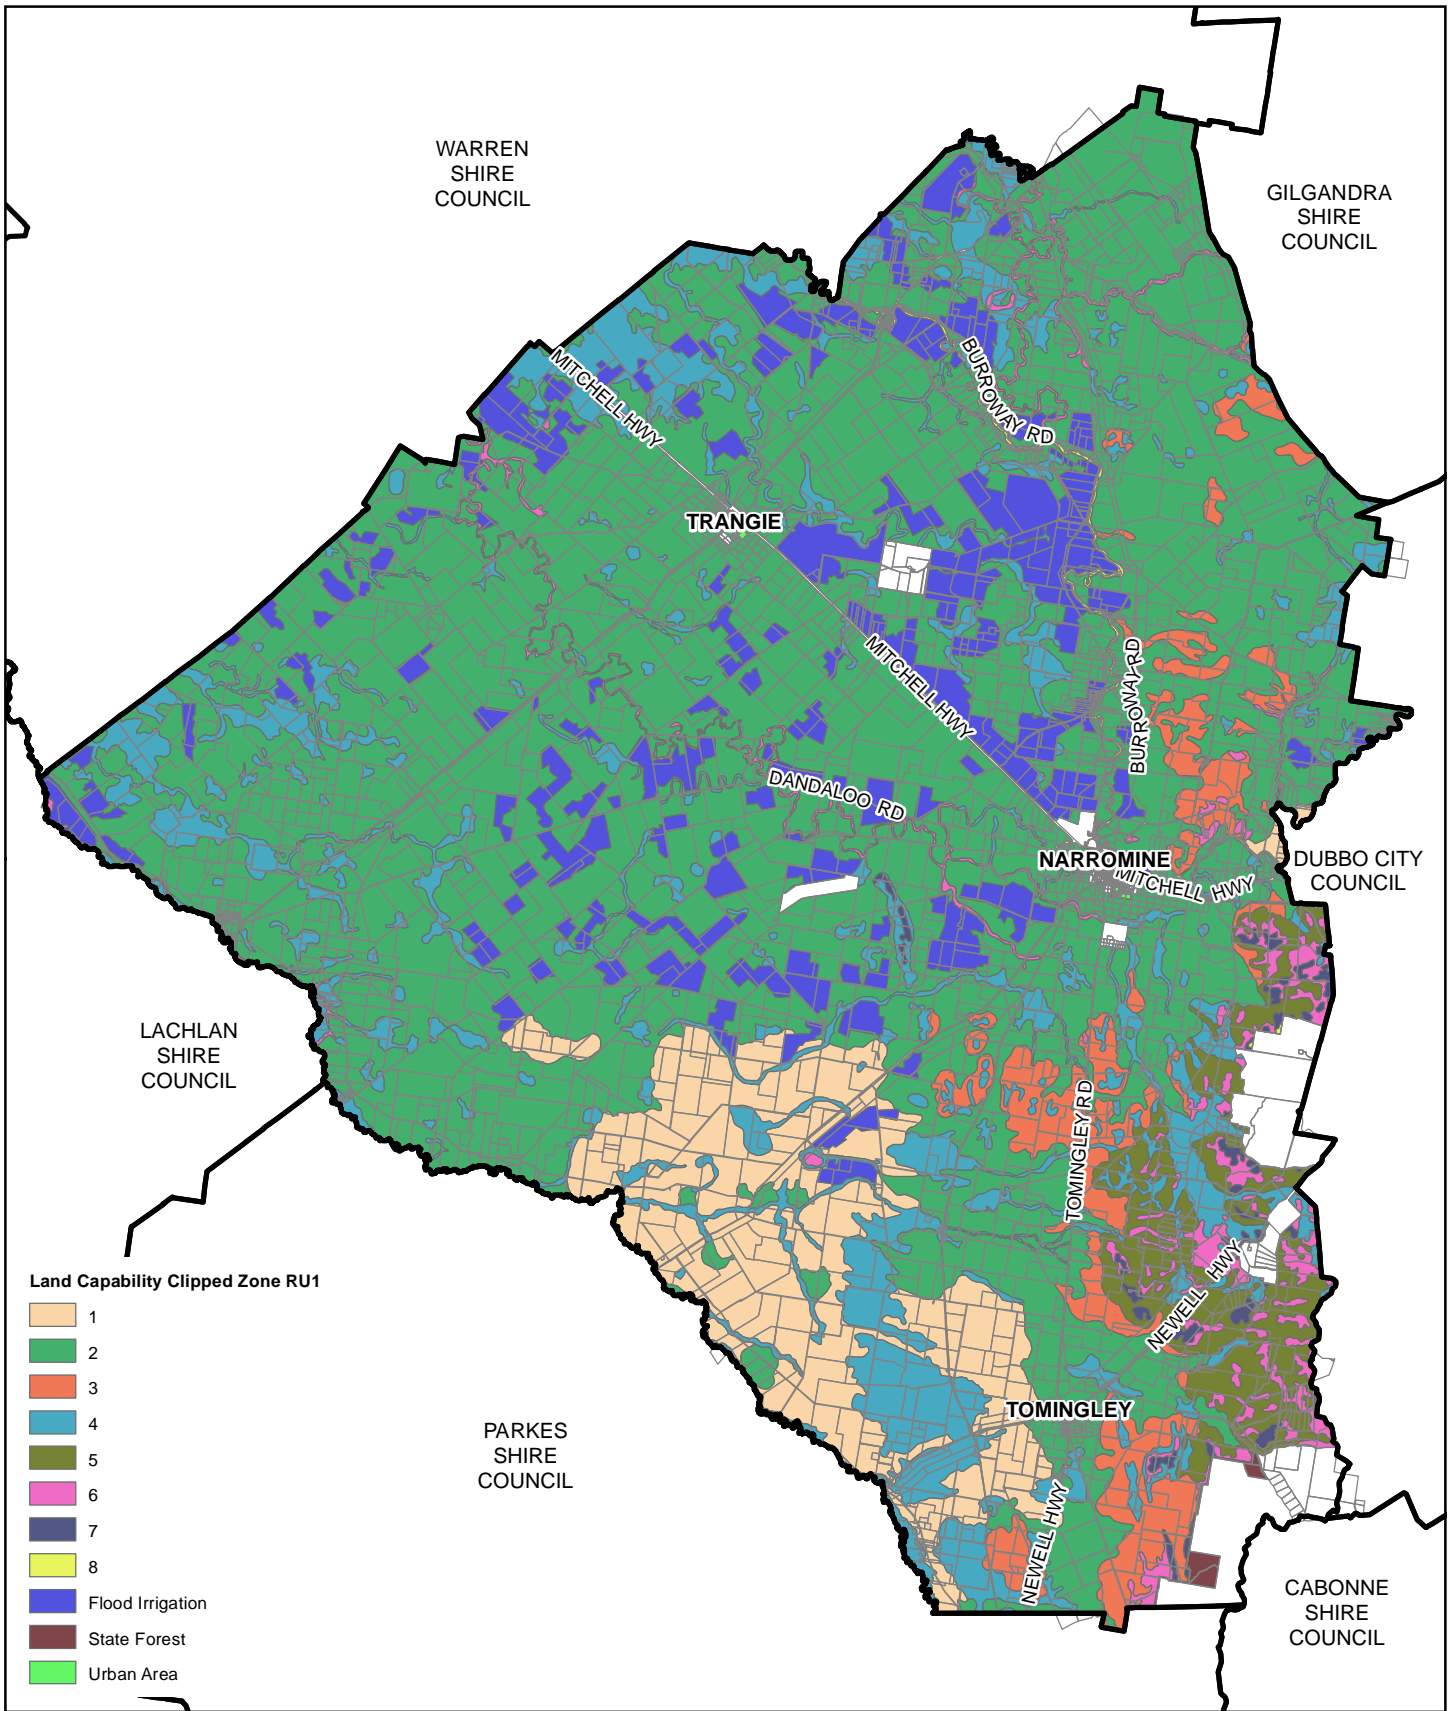 WARREN
SHIRE
COUNCIL
GILGANDRA
SHIRE
COUNCIL
MITCHELL HWY
BURROWAY RD
TRANGIE
MITCHELL HWY
BURROWAY RD
DANDALOO RD
NARROMINE
MITCHELL HWY
DUBBO CITY
COUNCIL
LACHLAN
SHIRE
COUNCIL
TOMINGLEY RD
NEWELL HWY
TOMINGLEY
PARKES
SHIRE
COUNCIL
NEWELL HWY
CABONNE
SHIRE
COUNCIL
Land Capability Clipped Zone RU1
1
2
3
4
5
6
7
8
Flood Irrigation
State Forest
Urban Area